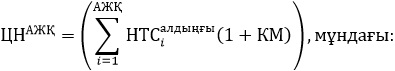 ЦН^АЖҚ = (∑_{i=1}^{АЖҚ} НТС_i^{алдыңғы}(1 + КМ)), мұндағы: